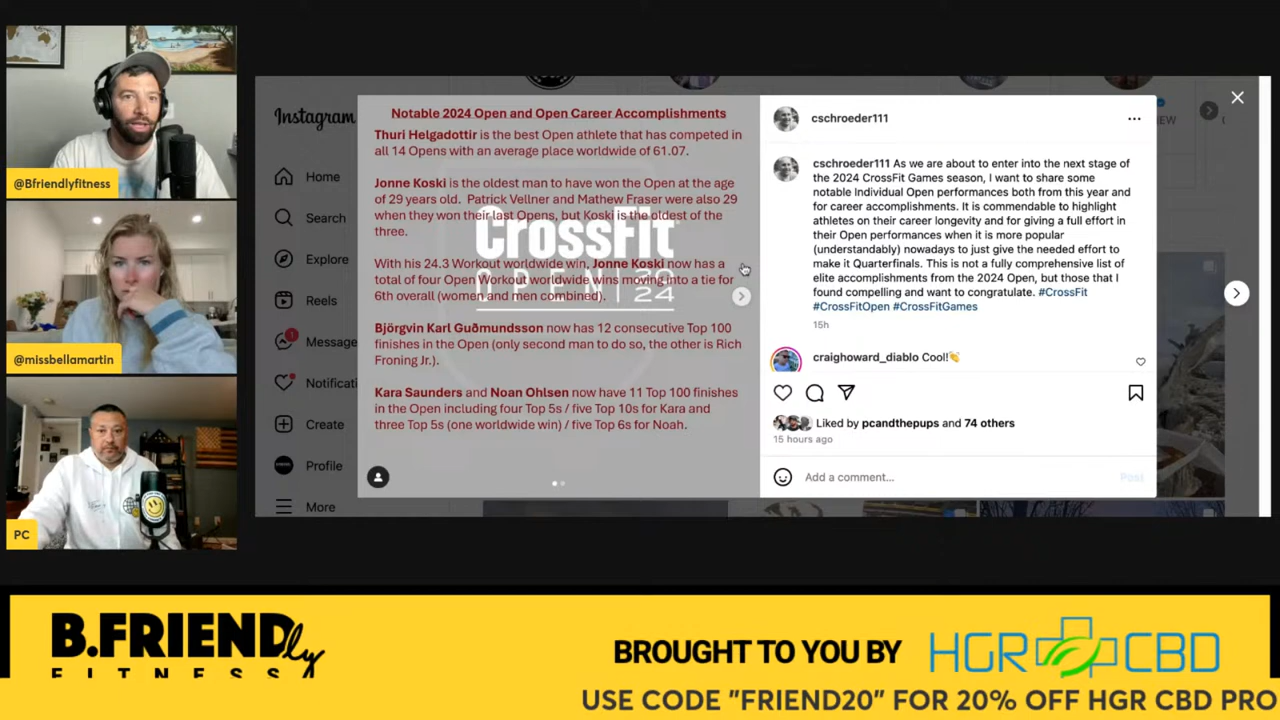 @Bfriendlyfitness
@missbellamartin
PC
Instagram
Home
Search
Explore
Reels
Message
1
Notificati
Create
Profile
More
Notable 2024 Open and Open Career Accomplishments
Thuri Helgadottir is the best Open athlete that has competed in
all 14 Opens with an average place worldwide of 61.07.
Jonne Koski is the oldest man to have won the Open at the age
of 29 years old. Patrick Vellner and Mathew Fraser were also 29
when they won their last Opens, but Koski is the oldest of the
three.
With his 24.3 Workout worldwide win, Jonne Koski now has a
total of four Open Workout worldwide wins moving into a tie for
6th overall (women and men combined).
Björgvin Karl Guðmundsson now has 12 consecutive Top 100
finishes in the Open (only second man to do so, the other is Rich
Froning Jr.).
Kara Saunders and Noan Ohlsen now have 11 Top 100 finishes
in the Open including four Top 5s / five Top 10s for Kara and
three Top 5s (one worldwide win) / five Top 6s for Noah.
CrossFit
OPEN 24
cschroeder111
cschroeder111 As we are about to enter into the next stage of
the 2024 CrossFit Games season, I want to share some
notable Individual Open performances both from this year and
for career accomplishments. It is commendable to highlight
athletes on their career longevity and for giving a full effort in
their Open performances when it is more popular
(understandably) nowadays to just give the needed effort to
make it Quarterfinals. This is not a fully comprehensive list of
elite accomplishments from the 2024 Open, but those that I
found compelling and want to congratulate. #CrossFit
#CrossFitOpen #CrossFitGames
15h
craighoward_diablo Cool!👏
Liked by pcandthepups and 74 others
15 hours ago
Add a comment...
Post
B.FRIENDly
FITNESS
BROUGHT TO YOU BY
HGR CBD
USE CODE "FRIEND20" FOR 20% OFF HGR CBD PRO